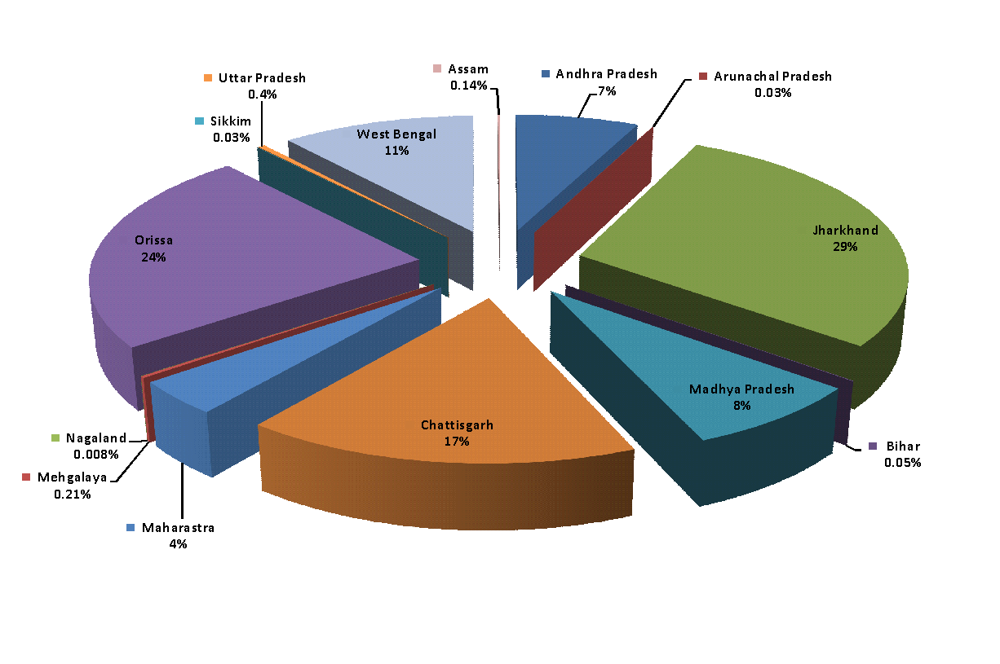 Assam
0.14%
Andhra Pradesh
7%
Arunachal Pradesh
0.03%
Uttar Pradesh
0.4%
Sikkim
0.03%
West Bengal
11%
Jharkhand
29%
Orissa
24%
Madhya Pradesh
8%
Chattisgarh
17%
Nagaland
0.008%
Bihar
0.05%
Mehgalaya
0.21%
Maharastra
4%